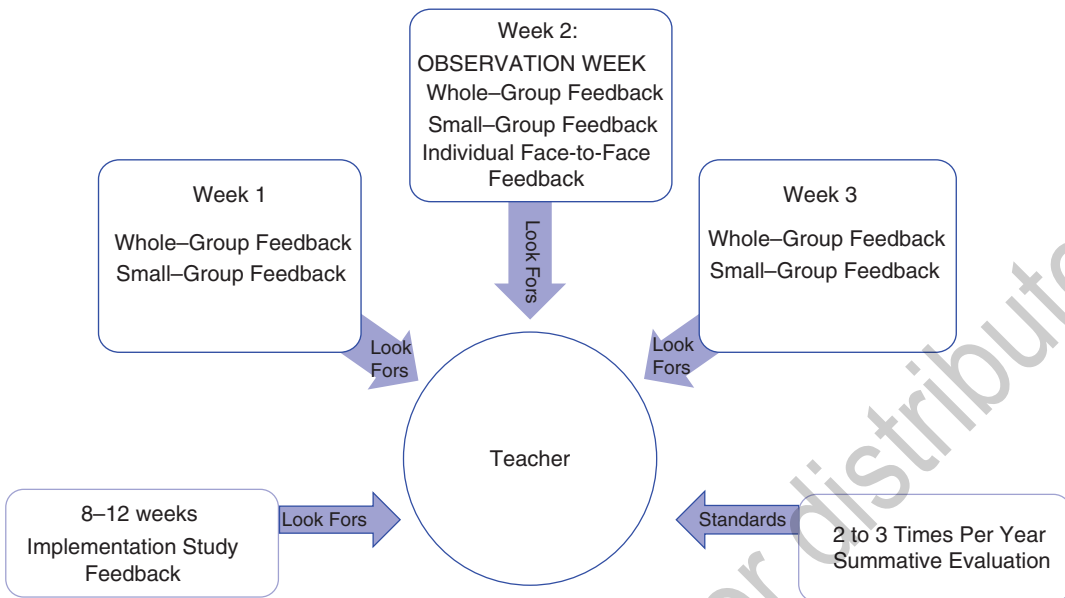 Week 2:
OBSERVATION WEEK
Whole–Group Feedback
Small–Group Feedback
Individual Face-to-Face
Feedback
Week 1
Whole–Group Feedback
Small–Group Feedback
Week 3
Whole–Group Feedback
Small–Group Feedback
Look Fors
Look
Fors
Look
Fors
Teacher
8–12 weeks
Implementation Study
Feedback
Look Fors
Standards
2 to 3 Times Per Year
Summative Evaluation
or distribute